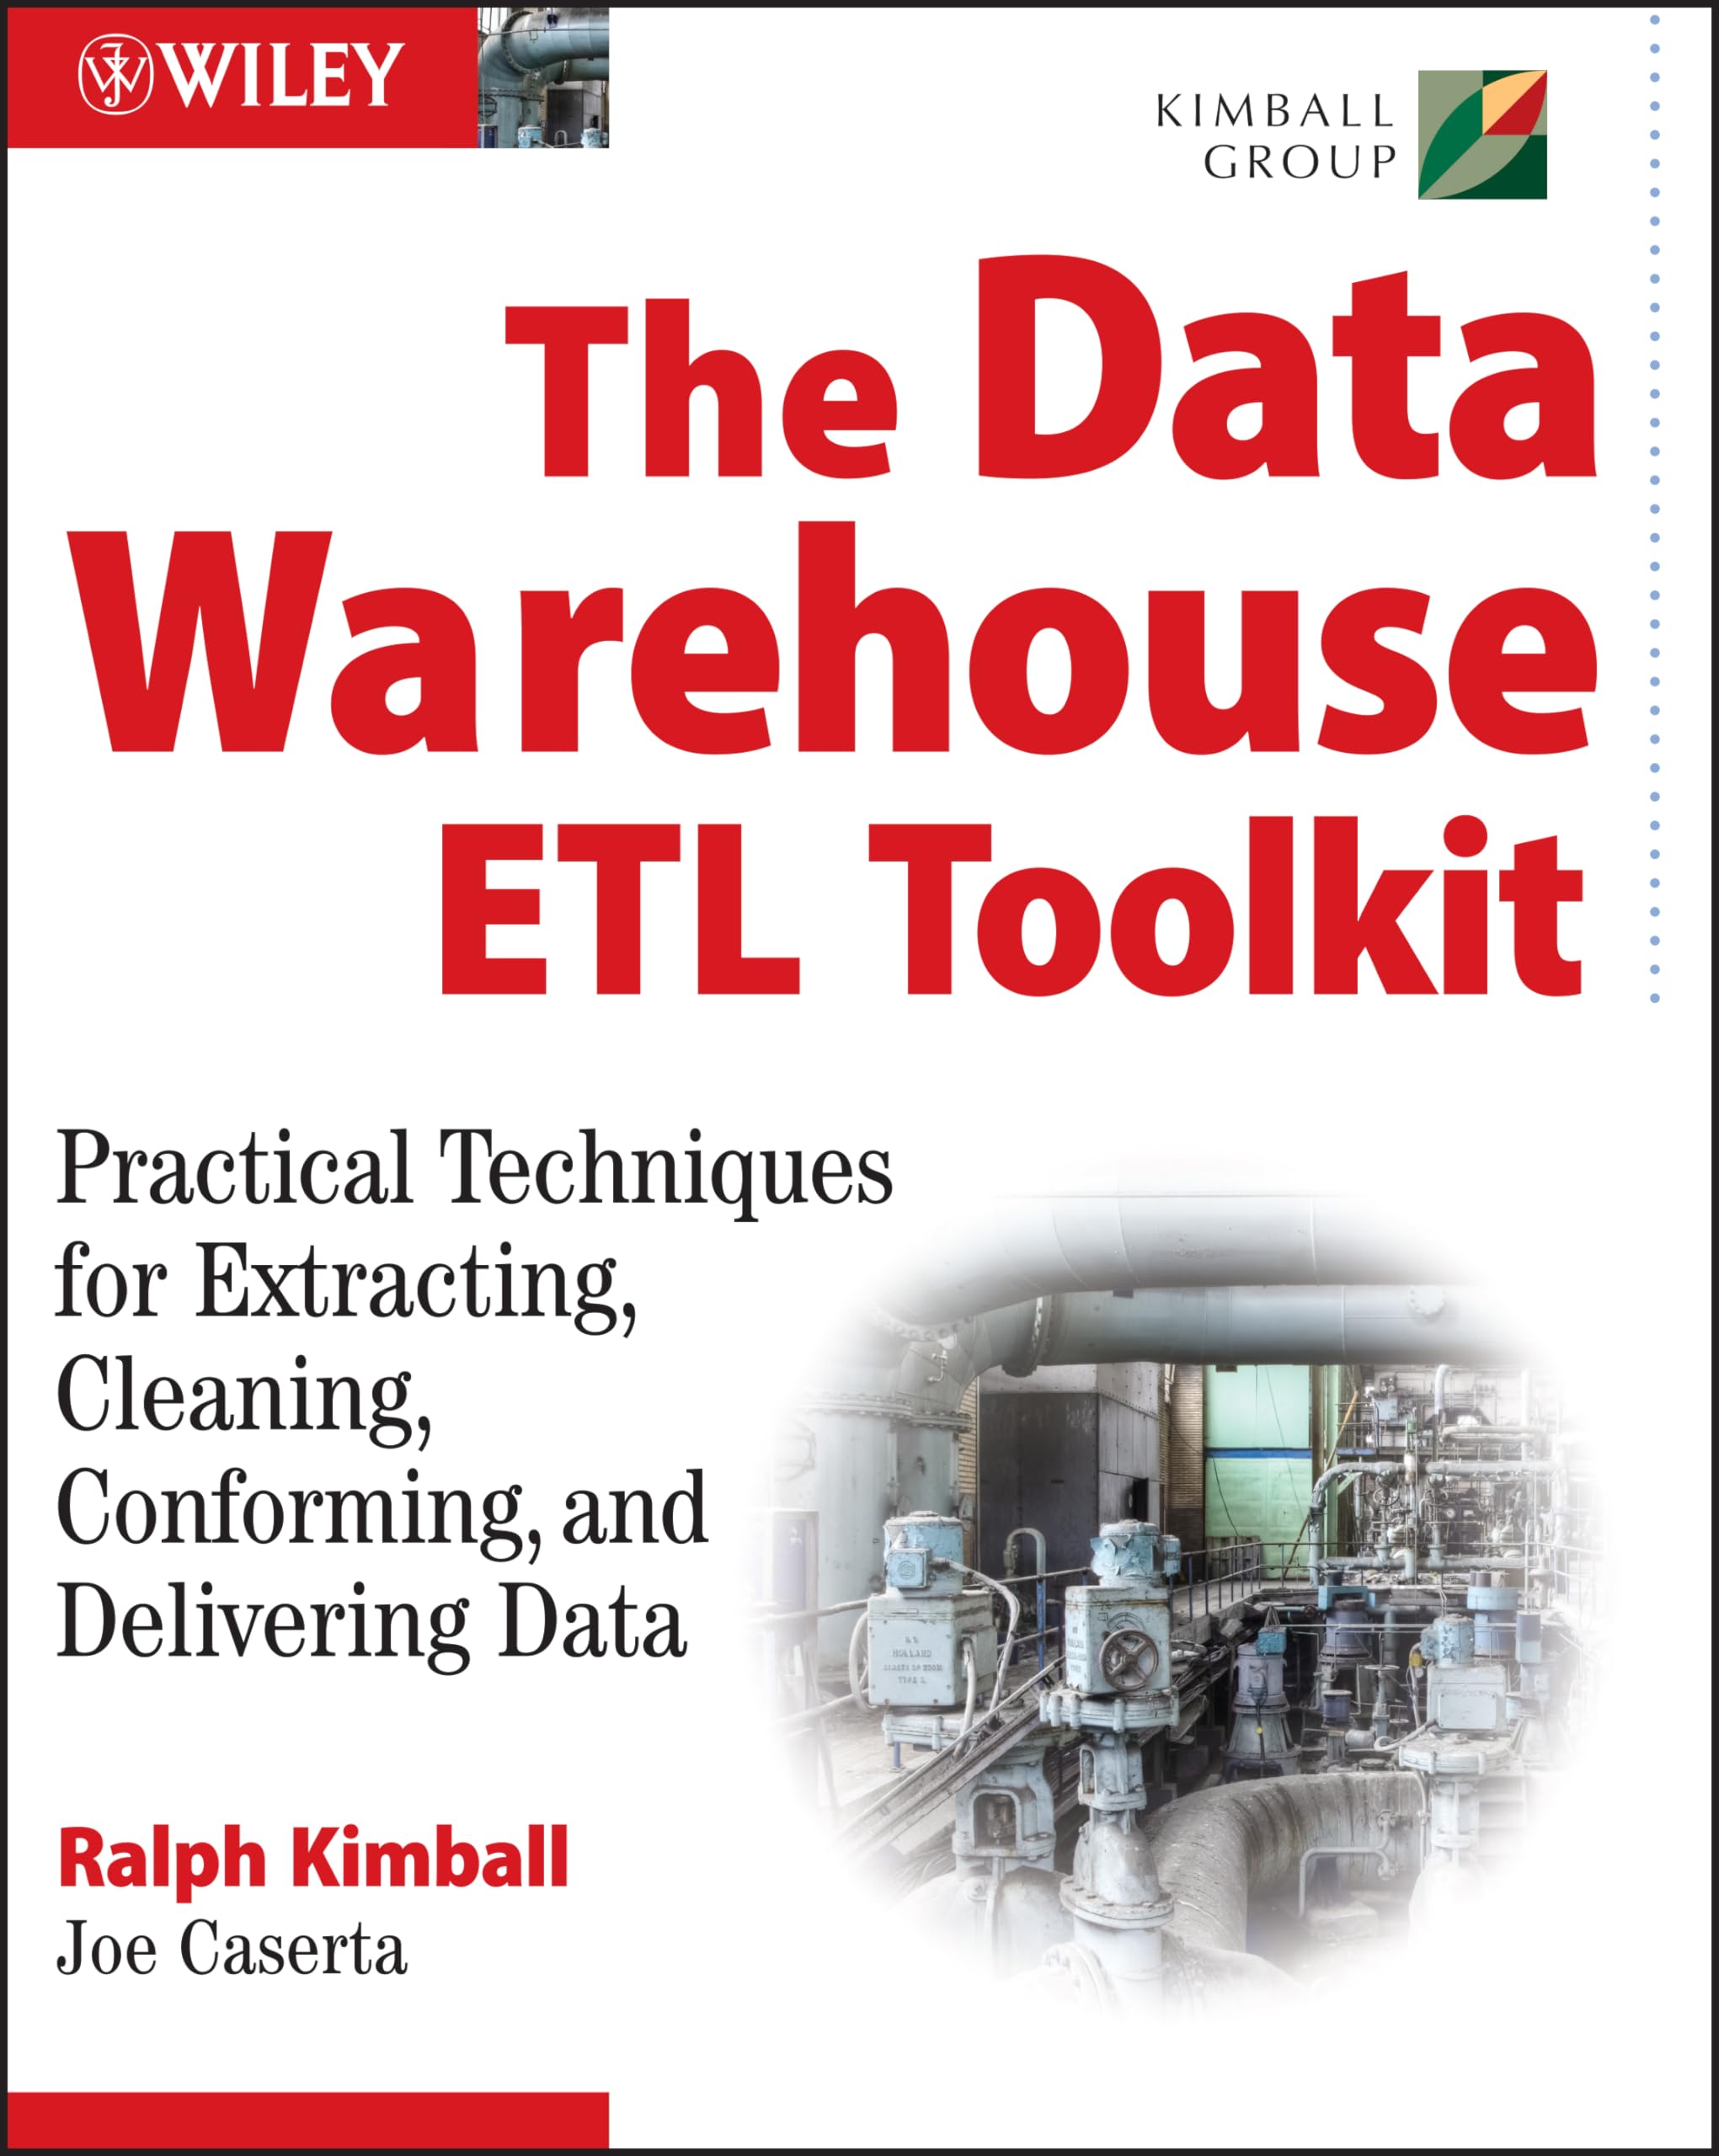 WILEY
KIMBALL
GROUP
The Data
Warehouse
ETL Toolkit
Practical Techniques
for Extracting,
Cleaning,
Conforming, and
Delivering Data
Ralph Kimball
Joe Caserta